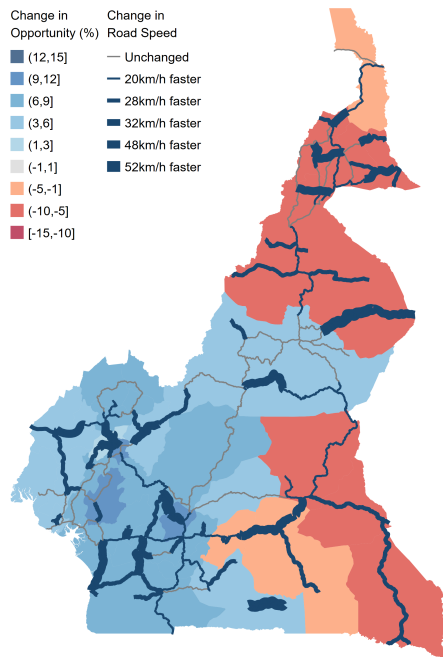 Change in
Opportunity (%)
(12,15]
(9,12]
(6,9]
(3,6]
(1,3]
(-1,1]
(-5,-1]
(-10,-5]
[-15,-10]
Change in
Road Speed
Unchanged
20km/h faster
28km/h faster
32km/h faster
48km/h faster
52km/h faster